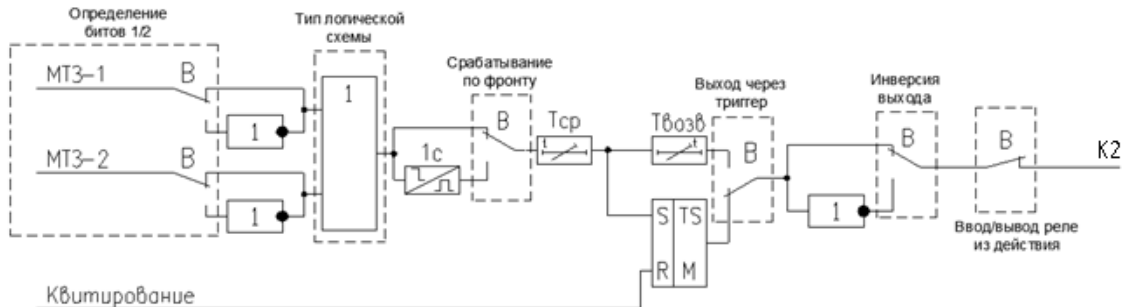 Определение
битов 1/2
Тип логической
схемы
Срабатывание
по фронту
Выход через
триггер
Инверсия
выхода
МТЗ-1
В
1
1
МТЗ-2
В
1
1с
В
Тср
Tвозв
В
S TS
R M
1
В
В
К2
Ввод/вывод реле
из действия
Квитирование